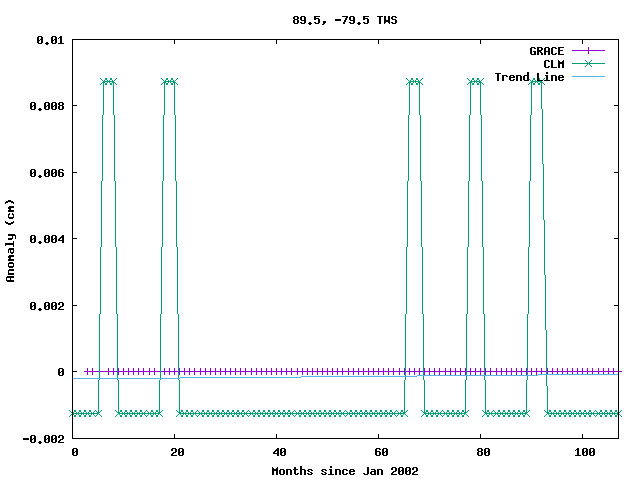 89.5, -79.5 TWS
GRACE
CLM
Trend Line
0.01
0.008
0.006
0.004
0.002
0
-0.002
Anomaly (cm)
0 20 40 60 80 100
Months since Jan 2002